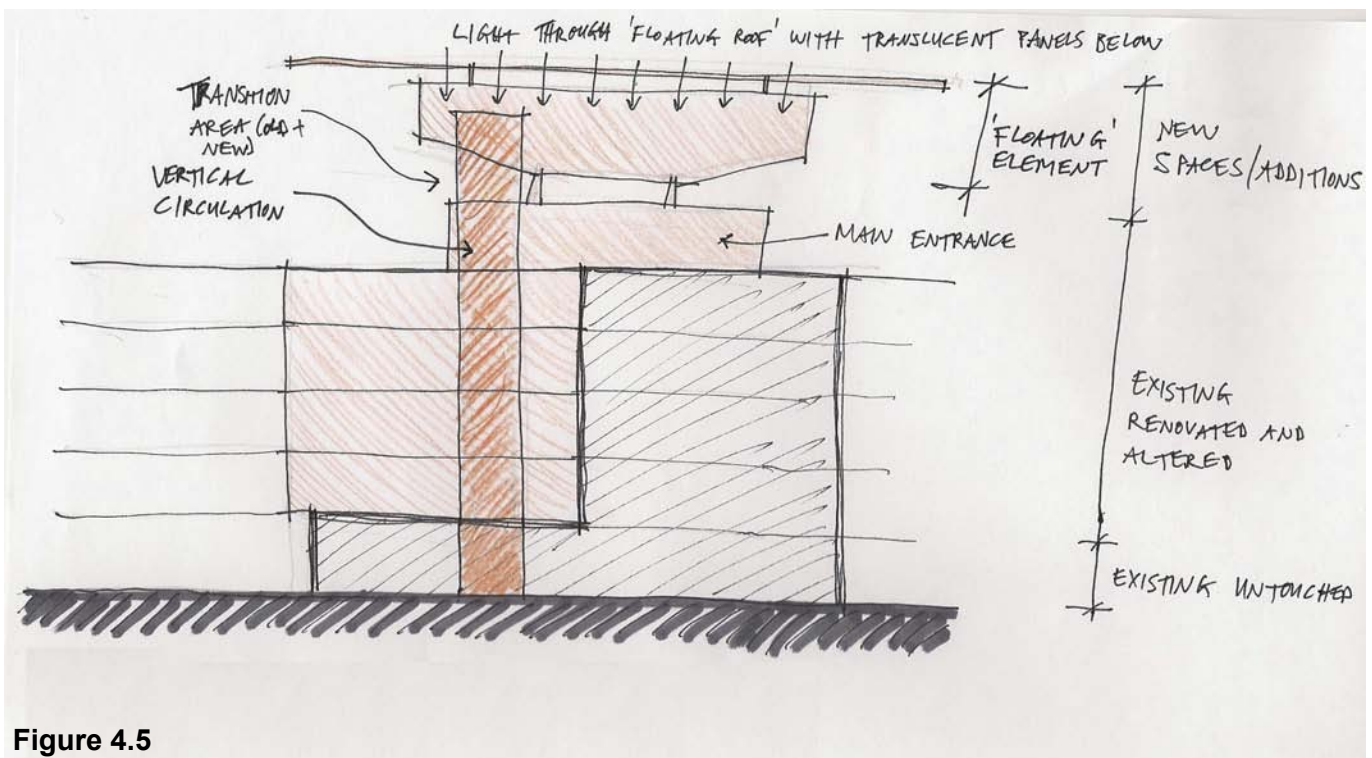 LIGHT THROUGH 'FLOATING ROOF' WITH TRANSLUCENT PANELS BELOW
TRANSITION
AREA (OLD +
NEW)
VERTICAL
CIRCULATION
MAIN ENTRANCE
'FLOATING'
ELEMENT
NEW
SPACES/ADDITIONS
EXISTING
RENOVATED AND
ALTERED
EXISTING UNTOUCHED
Figure 4.5